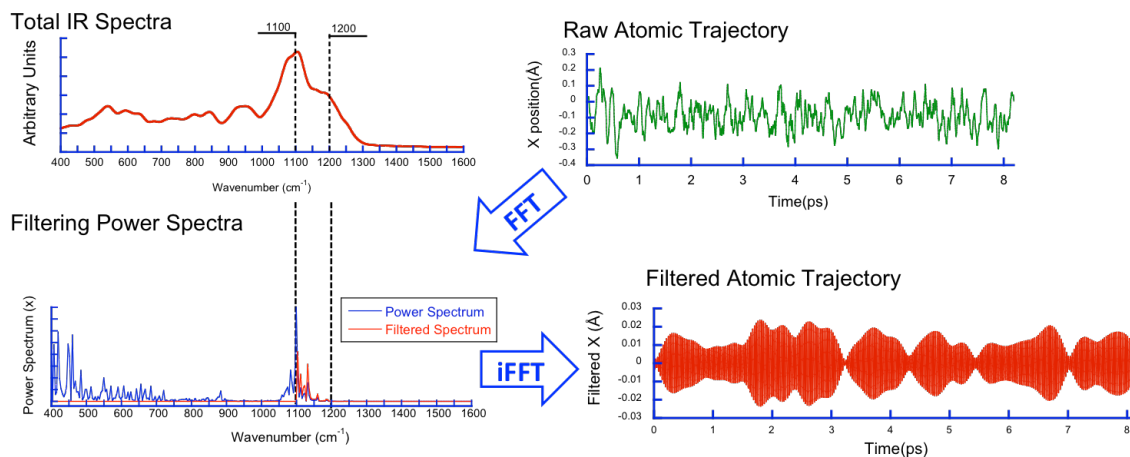 Total IR Spectra
1100
1200
Arbitrary Units
400 500 600 700 800 900 1000 1100 1200 1300 1400 1500 1600
Wavenumber (cm⁻¹)
Raw Atomic Trajectory
X position(Å)
0.3
0.2
0.1
0
-0.1
-0.2
-0.3
-0.4
0 1 2 3 4 5 6 7 8
Time(ps)
FFT
Filtering Power Spectra
Power Spectrum (x)
Power Spectrum
Filtered Spectrum
400 500 600 700 800 900 1000 1100 1200 1300 1400 1500 1600
Wavenumber (cm⁻¹)
iFFT
Filtered Atomic Trajectory
Filtered X (Å)
0.03
0.02
0.01
0
-0.01
-0.02
-0.03
0 1 2 3 4 5 6 7 8
Time(ps)